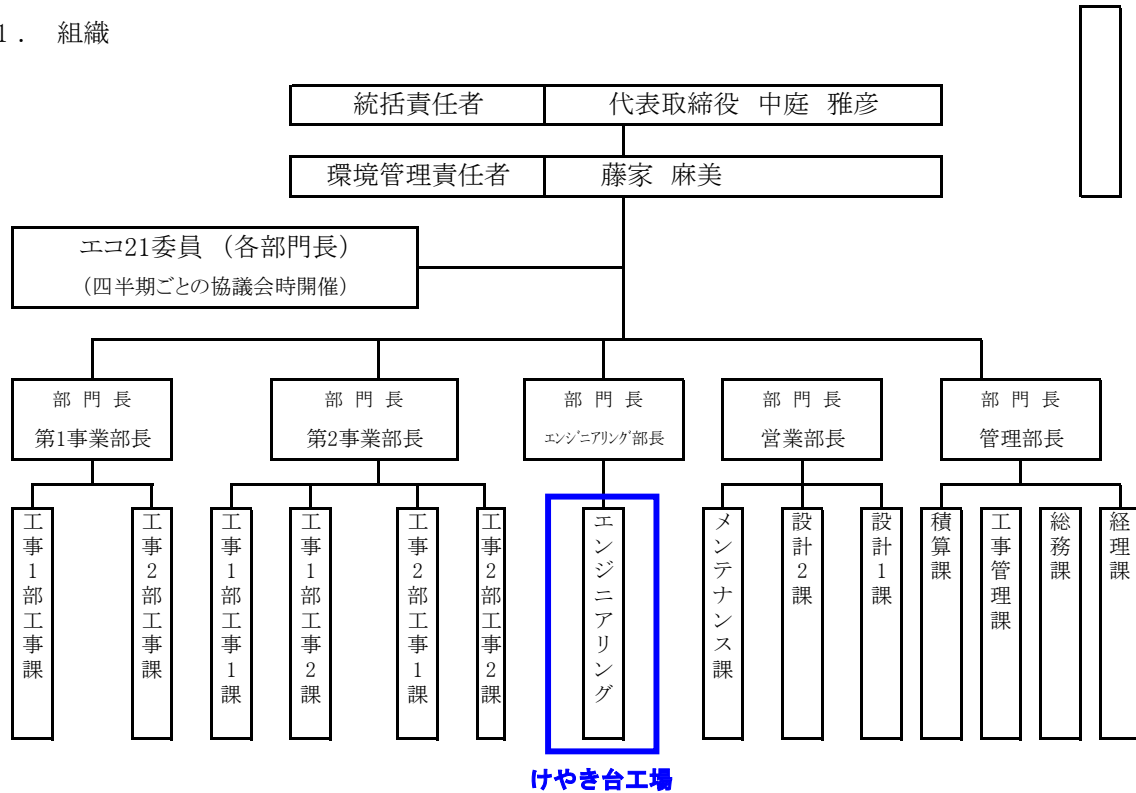 1． 組織
統括責任者 代表取締役 中庭 雅彦
環境管理責任者 藤家 麻美
エコ21委員 （各部門長）
（四半期ごとの協議会時開催）
部 門 長
第1事業部長
部 門 長
第2事業部長
部 門 長
エンジニアリング部長
部 門 長
営業部長
部 門 長
管理部長
工事1部工事課
工事2部工事課
工事1部工事1課
工事1部工事2課
工事2部工事1課
工事2部工事2課
エンジニアリング
メンテナンス課
設計2課
設計1課
積算課
工事管理課
総務課
経理課
けやき台工場